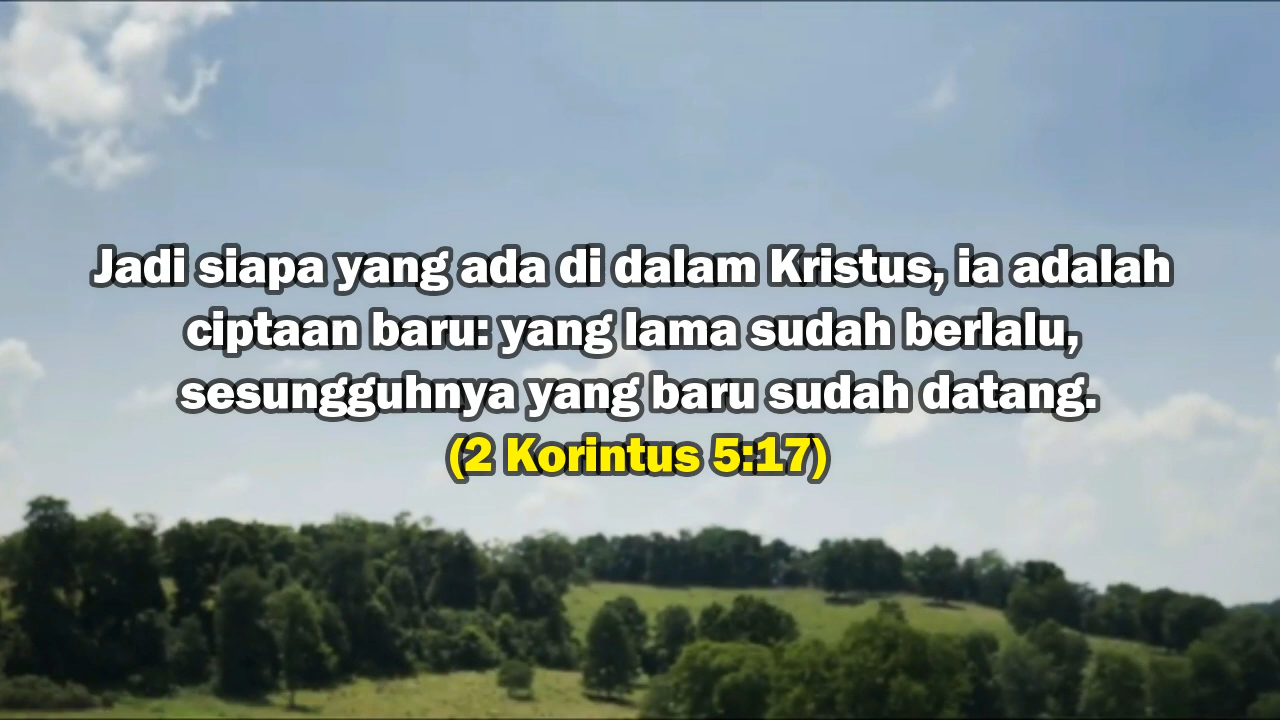 Jadi siapa yang ada di dalam Kristus, ia adalah
ciptaan baru: yang lama sudah berlalu,
sesungguhnya yang baru sudah datang.
(2 Korintus 5:17)